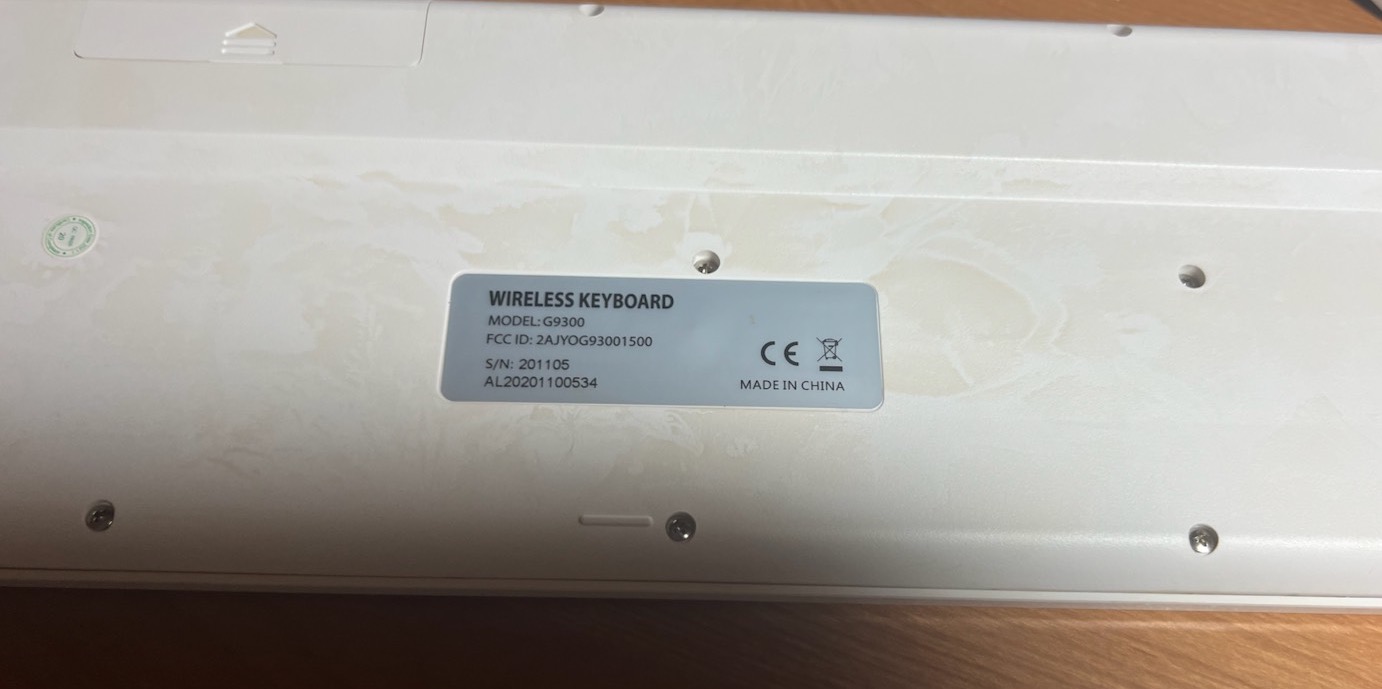 WIRELESS KEYBOARD
MODEL: G9300
FCC ID: 2AJYOG93001500
S/N: 201105
AL20201100534
CE
MADE IN CHINA